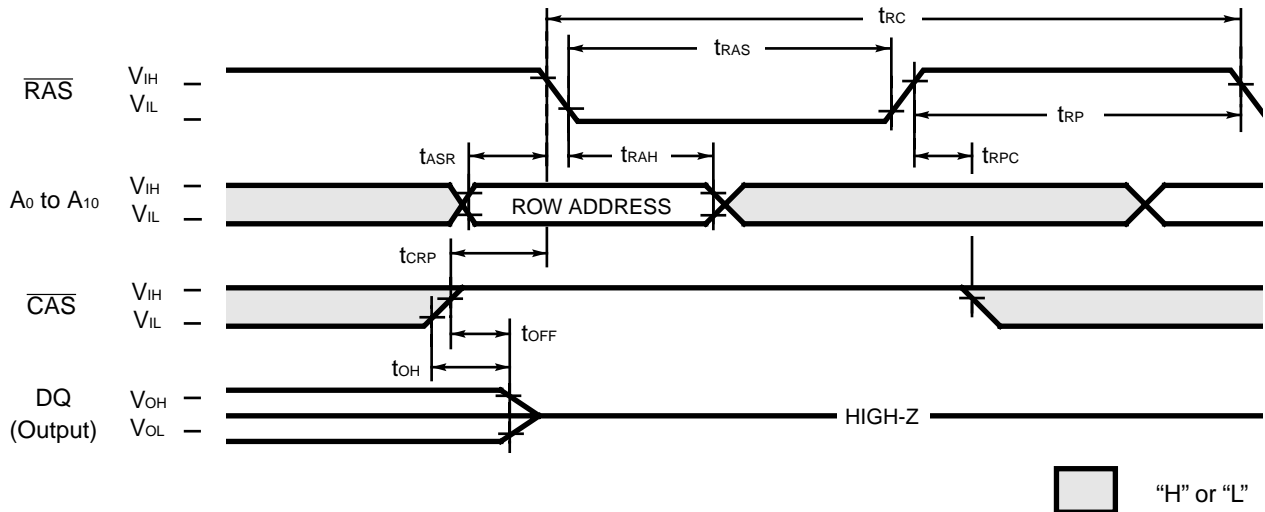 tRC
tRAS
RAS
VIH
VIL
tRP
tASR
tRAH
tRPC
A0 to A10
VIH
VIL
ROW ADDRESS
tCRP
CAS
VIH
VIL
tOFF
tOH
DQ
(Output)
VOH
VOL
HIGH-Z
“H” or “L”